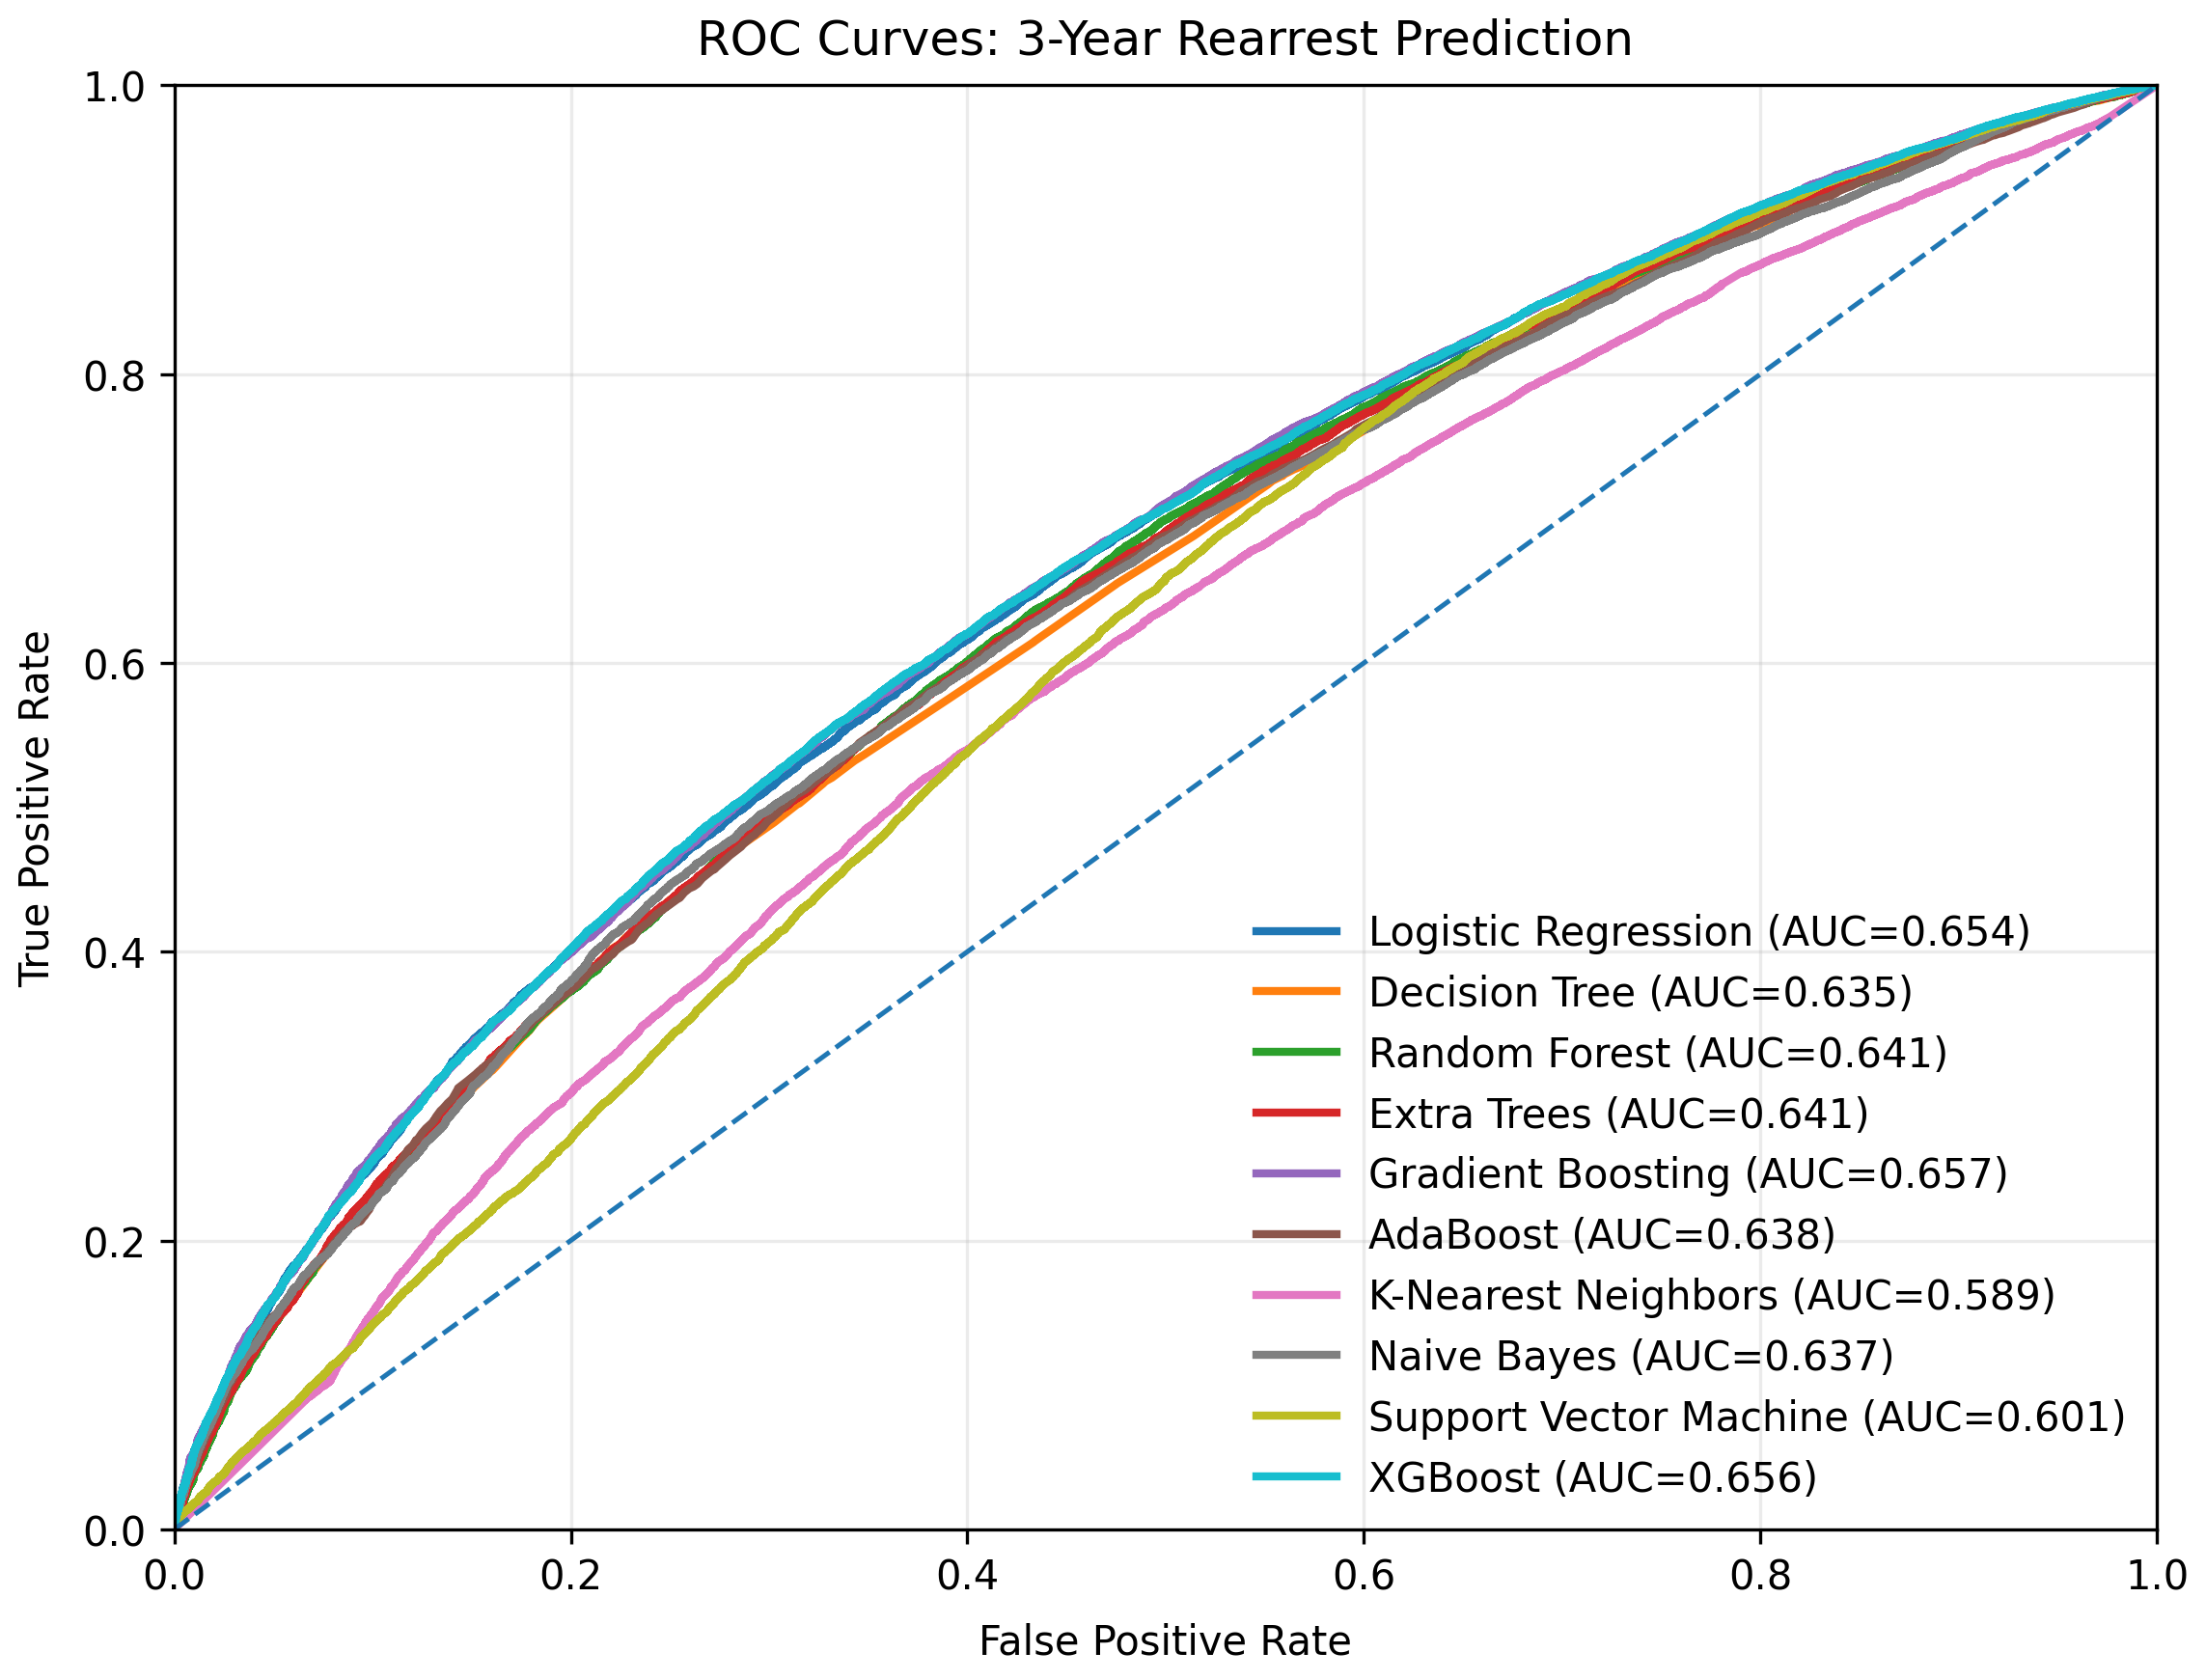 ROC Curves: 3-Year Rearrest Prediction
1.0
0.8
0.6
0.4
0.2
0.0
True Positive Rate
Logistic Regression (AUC=0.654)
Decision Tree (AUC=0.635)
Random Forest (AUC=0.641)
Extra Trees (AUC=0.641)
Gradient Boosting (AUC=0.657)
AdaBoost (AUC=0.638)
K-Nearest Neighbors (AUC=0.589)
Naive Bayes (AUC=0.637)
Support Vector Machine (AUC=0.601)
XGBoost (AUC=0.656)
0.0 0.2 0.4 0.6 0.8 1.0
False Positive Rate